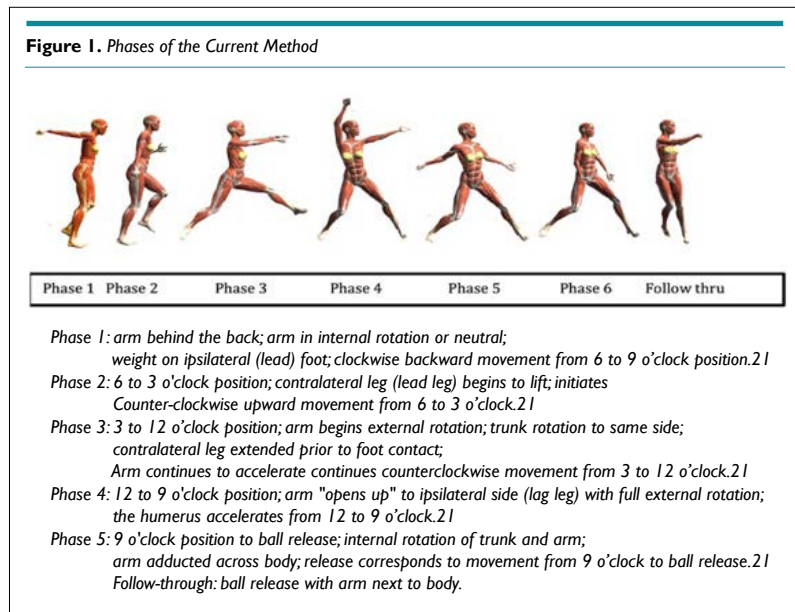 Figure 1. Phases of the Current Method
Phase 1 Phase 2 Phase 3 Phase 4 Phase 5 Phase 6 Follow thru
Phase 1: arm behind the back; arm in internal rotation or neutral;
weight on ipsilateral (lead) foot; clockwise backward movement from 6 to 9 o’clock position.21
Phase 2: 6 to 3 o'clock position; contralateral leg (lead leg) begins to lift; initiates
Counter-clockwise upward movement from 6 to 3 o’clock.21
Phase 3: 3 to 12 o’clock position; arm begins external rotation; trunk rotation to same side;
contralateral leg extended prior to foot contact;
Arm continues to accelerate continues counterclockwise movement from 3 to 12 o’clock.21
Phase 4: 12 to 9 o'clock position; arm "opens up" to ipsilateral side (lag leg) with full external rotation;
the humerus accelerates from 12 to 9 o’clock.21
Phase 5: 9 o'clock position to ball release; internal rotation of trunk and arm;
arm adducted across body; release corresponds to movement from 9 o’clock to ball release.21
Follow-through: ball release with arm next to body.